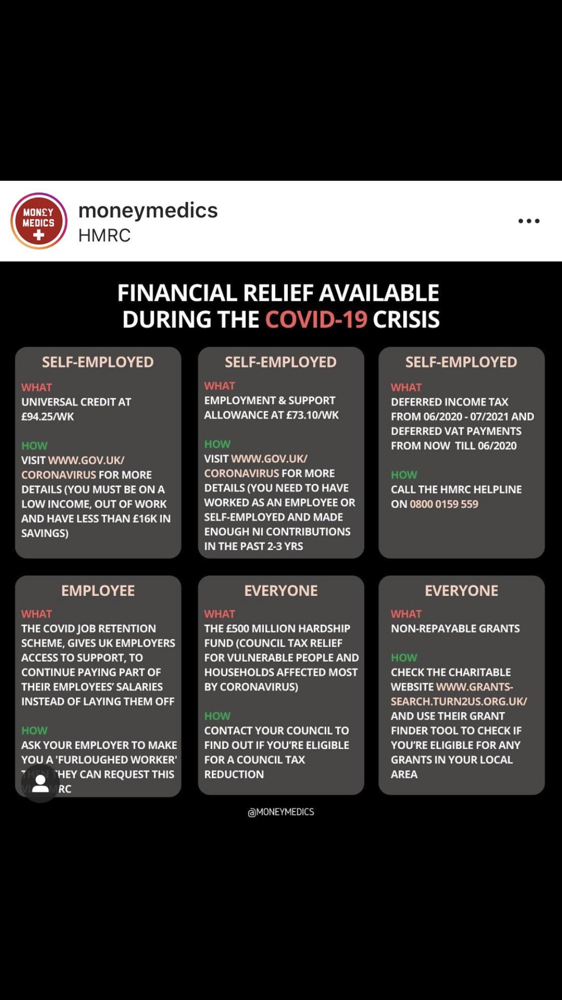 MON£Y
MEDICS
moneymedics
HMRC
FINANCIAL RELIEF AVAILABLE
DURING THE COVID-19 CRISIS
SELF-EMPLOYED
WHAT
UNIVERSAL CREDIT AT
£94.25/WK
HOW
VISIT WWW.GOV.UK/
CORONAVIRUS FOR MORE
DETAILS (YOU MUST BE ON A
LOW INCOME, OUT OF WORK
AND HAVE LESS THAN £16K IN
SAVINGS)
SELF-EMPLOYED
WHAT
EMPLOYMENT & SUPPORT
ALLOWANCE AT £73.10/WK
HOW
VISIT WWW.GOV.UK/
CORONAVIRUS FOR MORE
DETAILS (YOU NEED TO HAVE
WORKED AS AN EMPLOYEE OR
SELF-EMPLOYED AND MADE
ENOUGH NI CONTRIBUTIONS
IN THE PAST 2-3 YRS
SELF-EMPLOYED
WHAT
DEFERRED INCOME TAX
FROM 06/2020 - 07/2021 AND
DEFERRED VAT PAYMENTS
FROM NOW TILL 06/2020
HOW
CALL THE HMRC HELPLINE
ON 0800 0159 559
EMPLOYEE
WHAT
THE COVID JOB RETENTION
SCHEME, GIVES UK EMPLOYERS
ACCESS TO SUPPORT, TO
CONTINUE PAYING PART OF
THEIR EMPLOYEES’ SALARIES
INSTEAD OF LAYING THEM OFF
HOW
ASK YOUR EMPLOYER TO MAKE
YOU A 'FURLOUGHED WORKER'
THEN THEY CAN REQUEST THIS
VIA HMRC
EVERYONE
WHAT
THE £500 MILLION HARDSHIP
FUND (COUNCIL TAX RELIEF
FOR VULNERABLE PEOPLE AND
HOUSEHOLDS AFFECTED MOST
BY CORONAVIRUS)
HOW
CONTACT YOUR COUNCIL TO
FIND OUT IF YOU’RE ELIGIBLE
FOR A COUNCIL TAX
REDUCTION
EVERYONE
WHAT
NON-REPAYABLE GRANTS
HOW
CHECK THE CHARITABLE
WEBSITE WWW.GRANTS-
SEARCH.TURN2US.ORG.UK/
AND USE THEIR GRANT
FINDER TOOL TO CHECK IF
YOU’RE ELIGIBLE FOR ANY
GRANTS IN YOUR LOCAL
AREA
@MONEYMEDICS